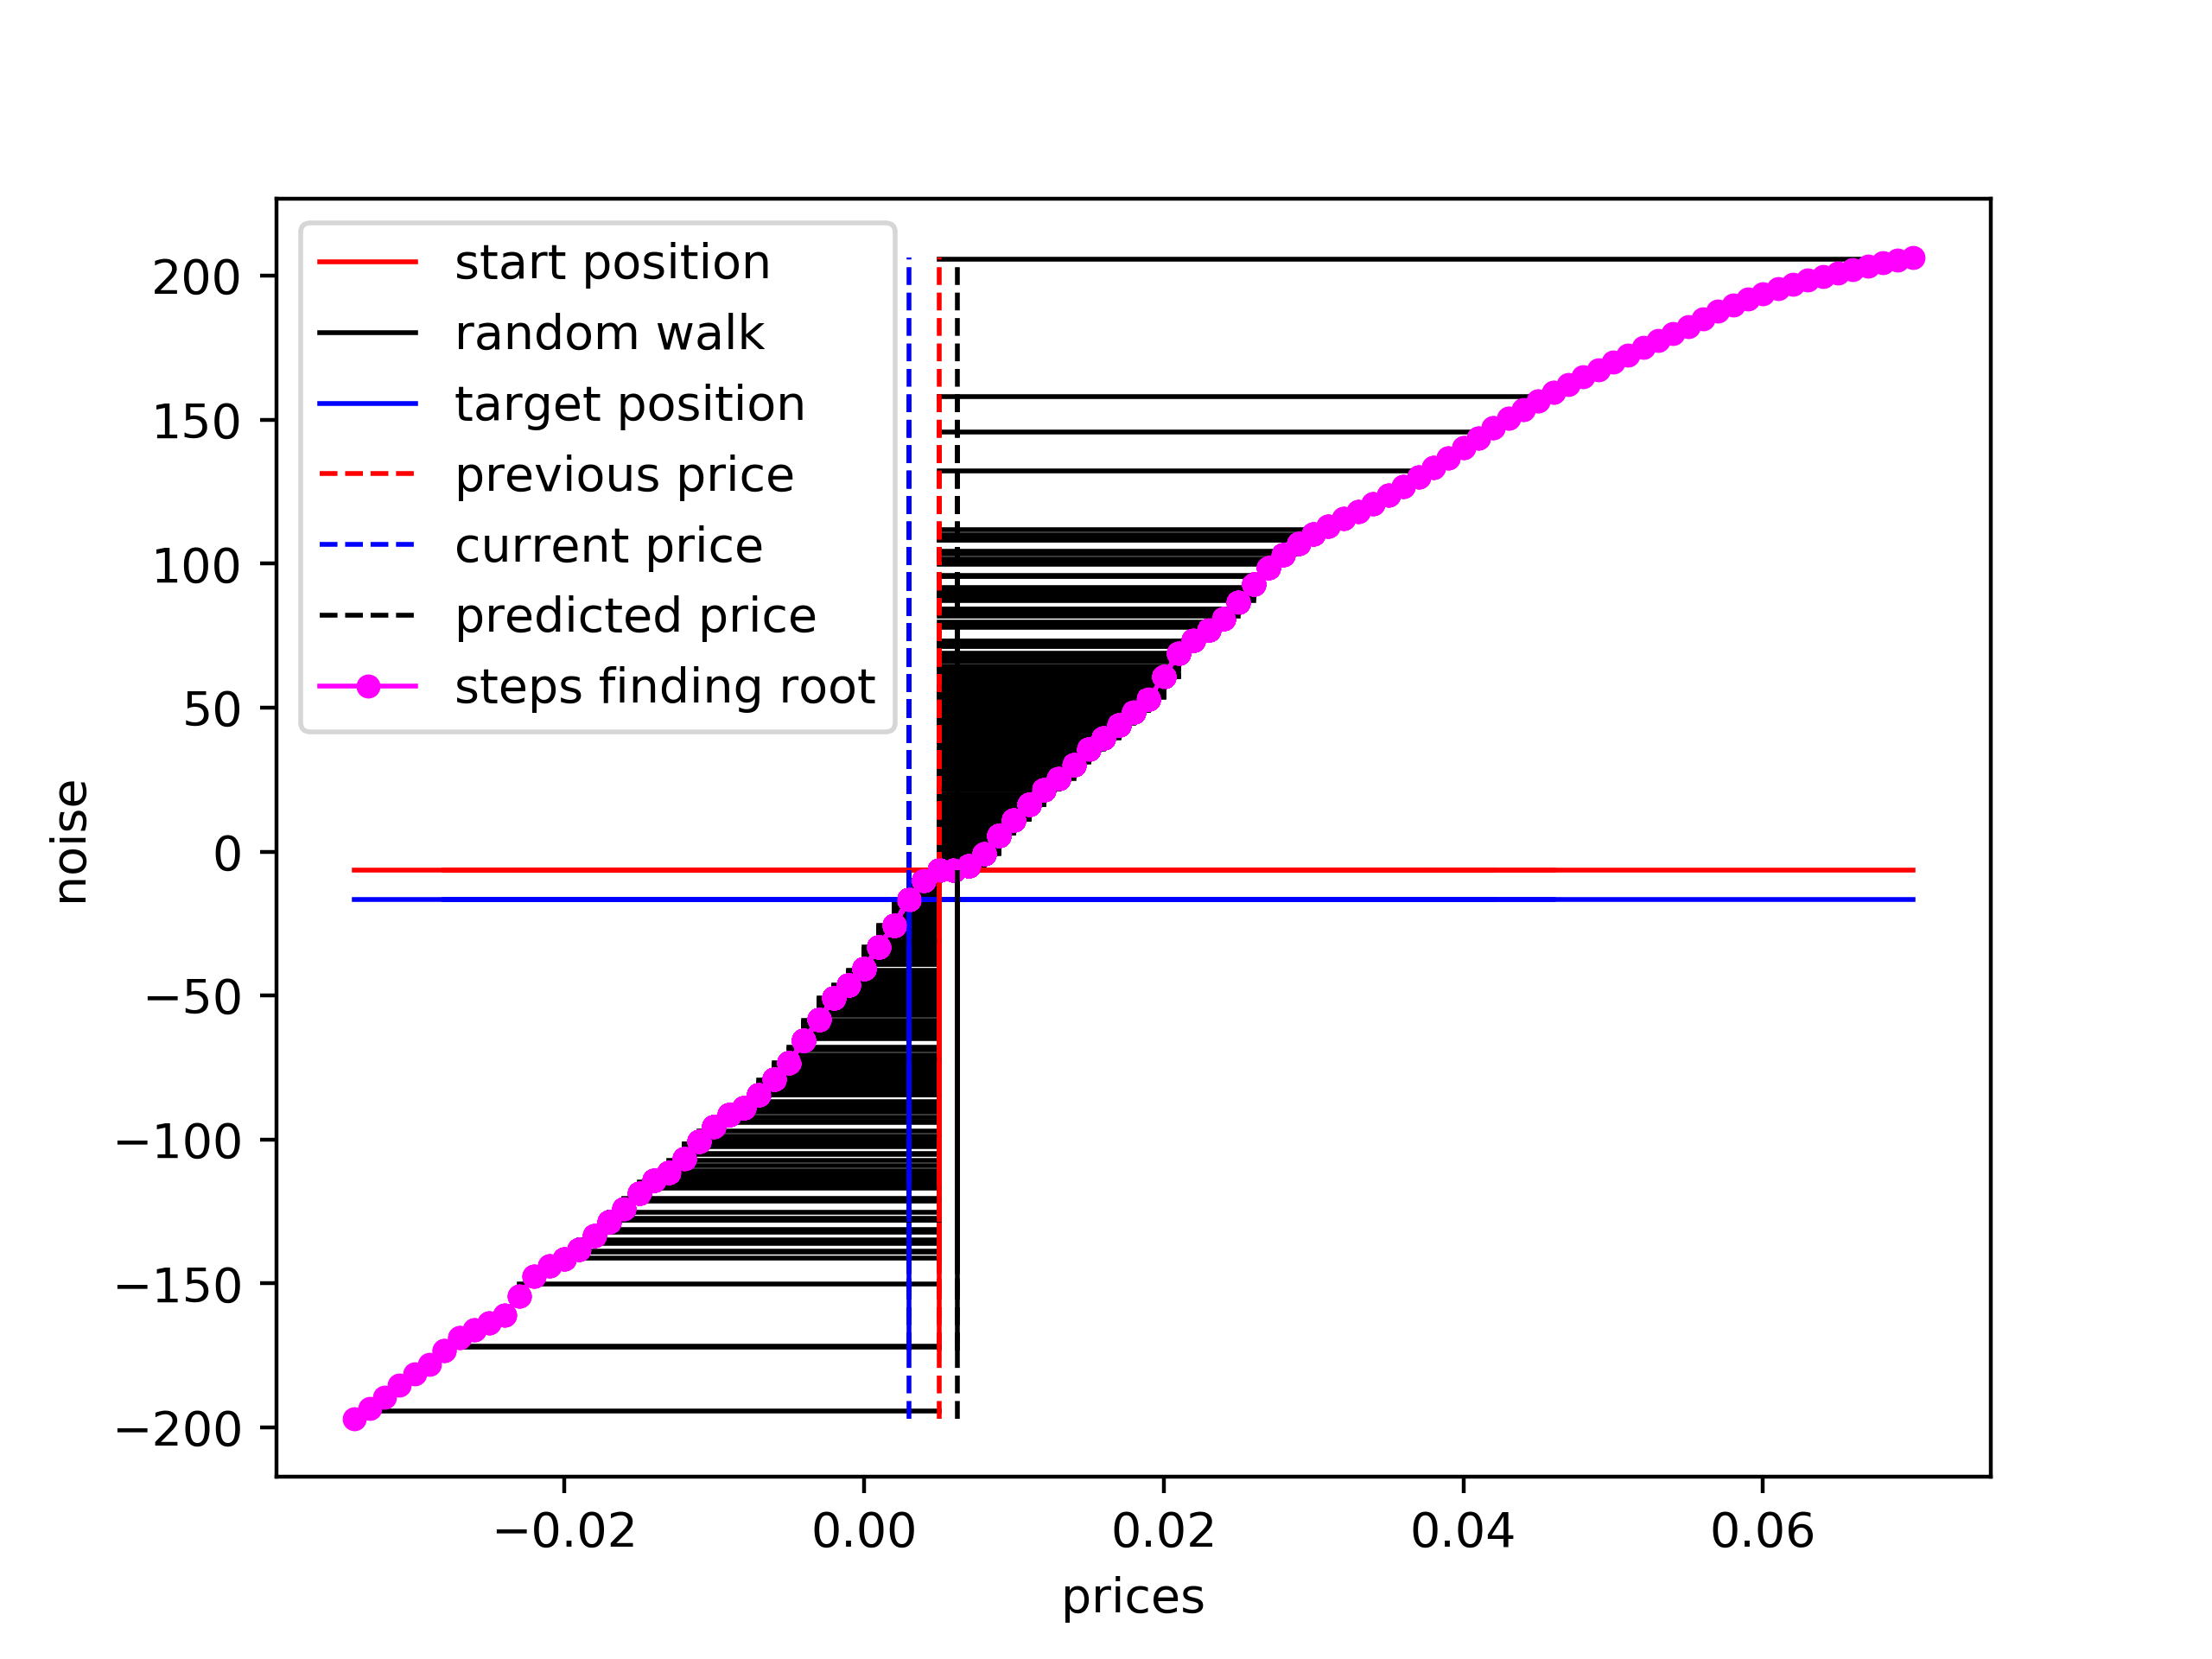 start position
random walk
target position
previous price
current price
predicted price
steps finding root
200
150
100
50
0
−50
−100
−150
−200
noise
−0.02 0.00 0.02 0.04 0.06
prices